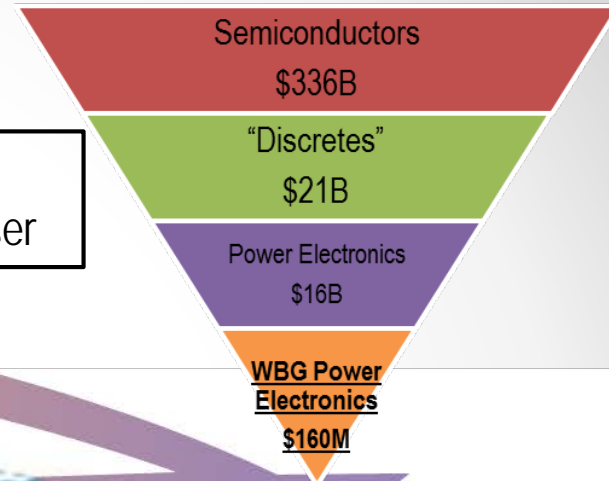 Semiconductors
$336B
“Discretes”
$21B
Power Electronics
$16B
WBG Power
Electronics
$160M